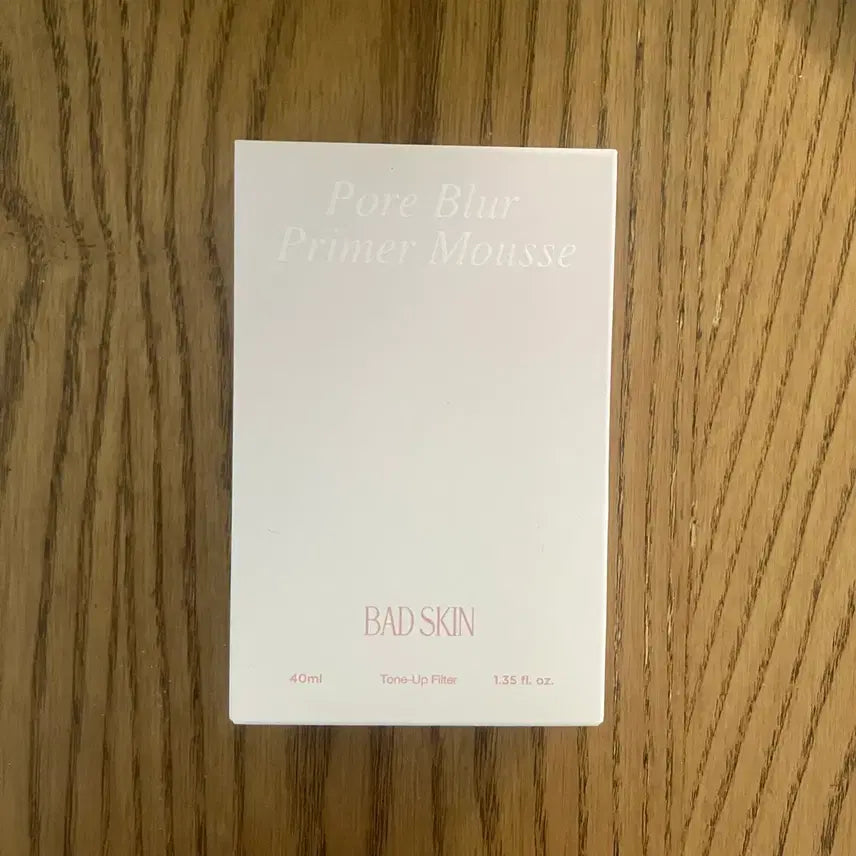 Pore Blur
Primer Mousse
BAD SKIN
40ml Tone-Up Filter 1.35 fl. oz.